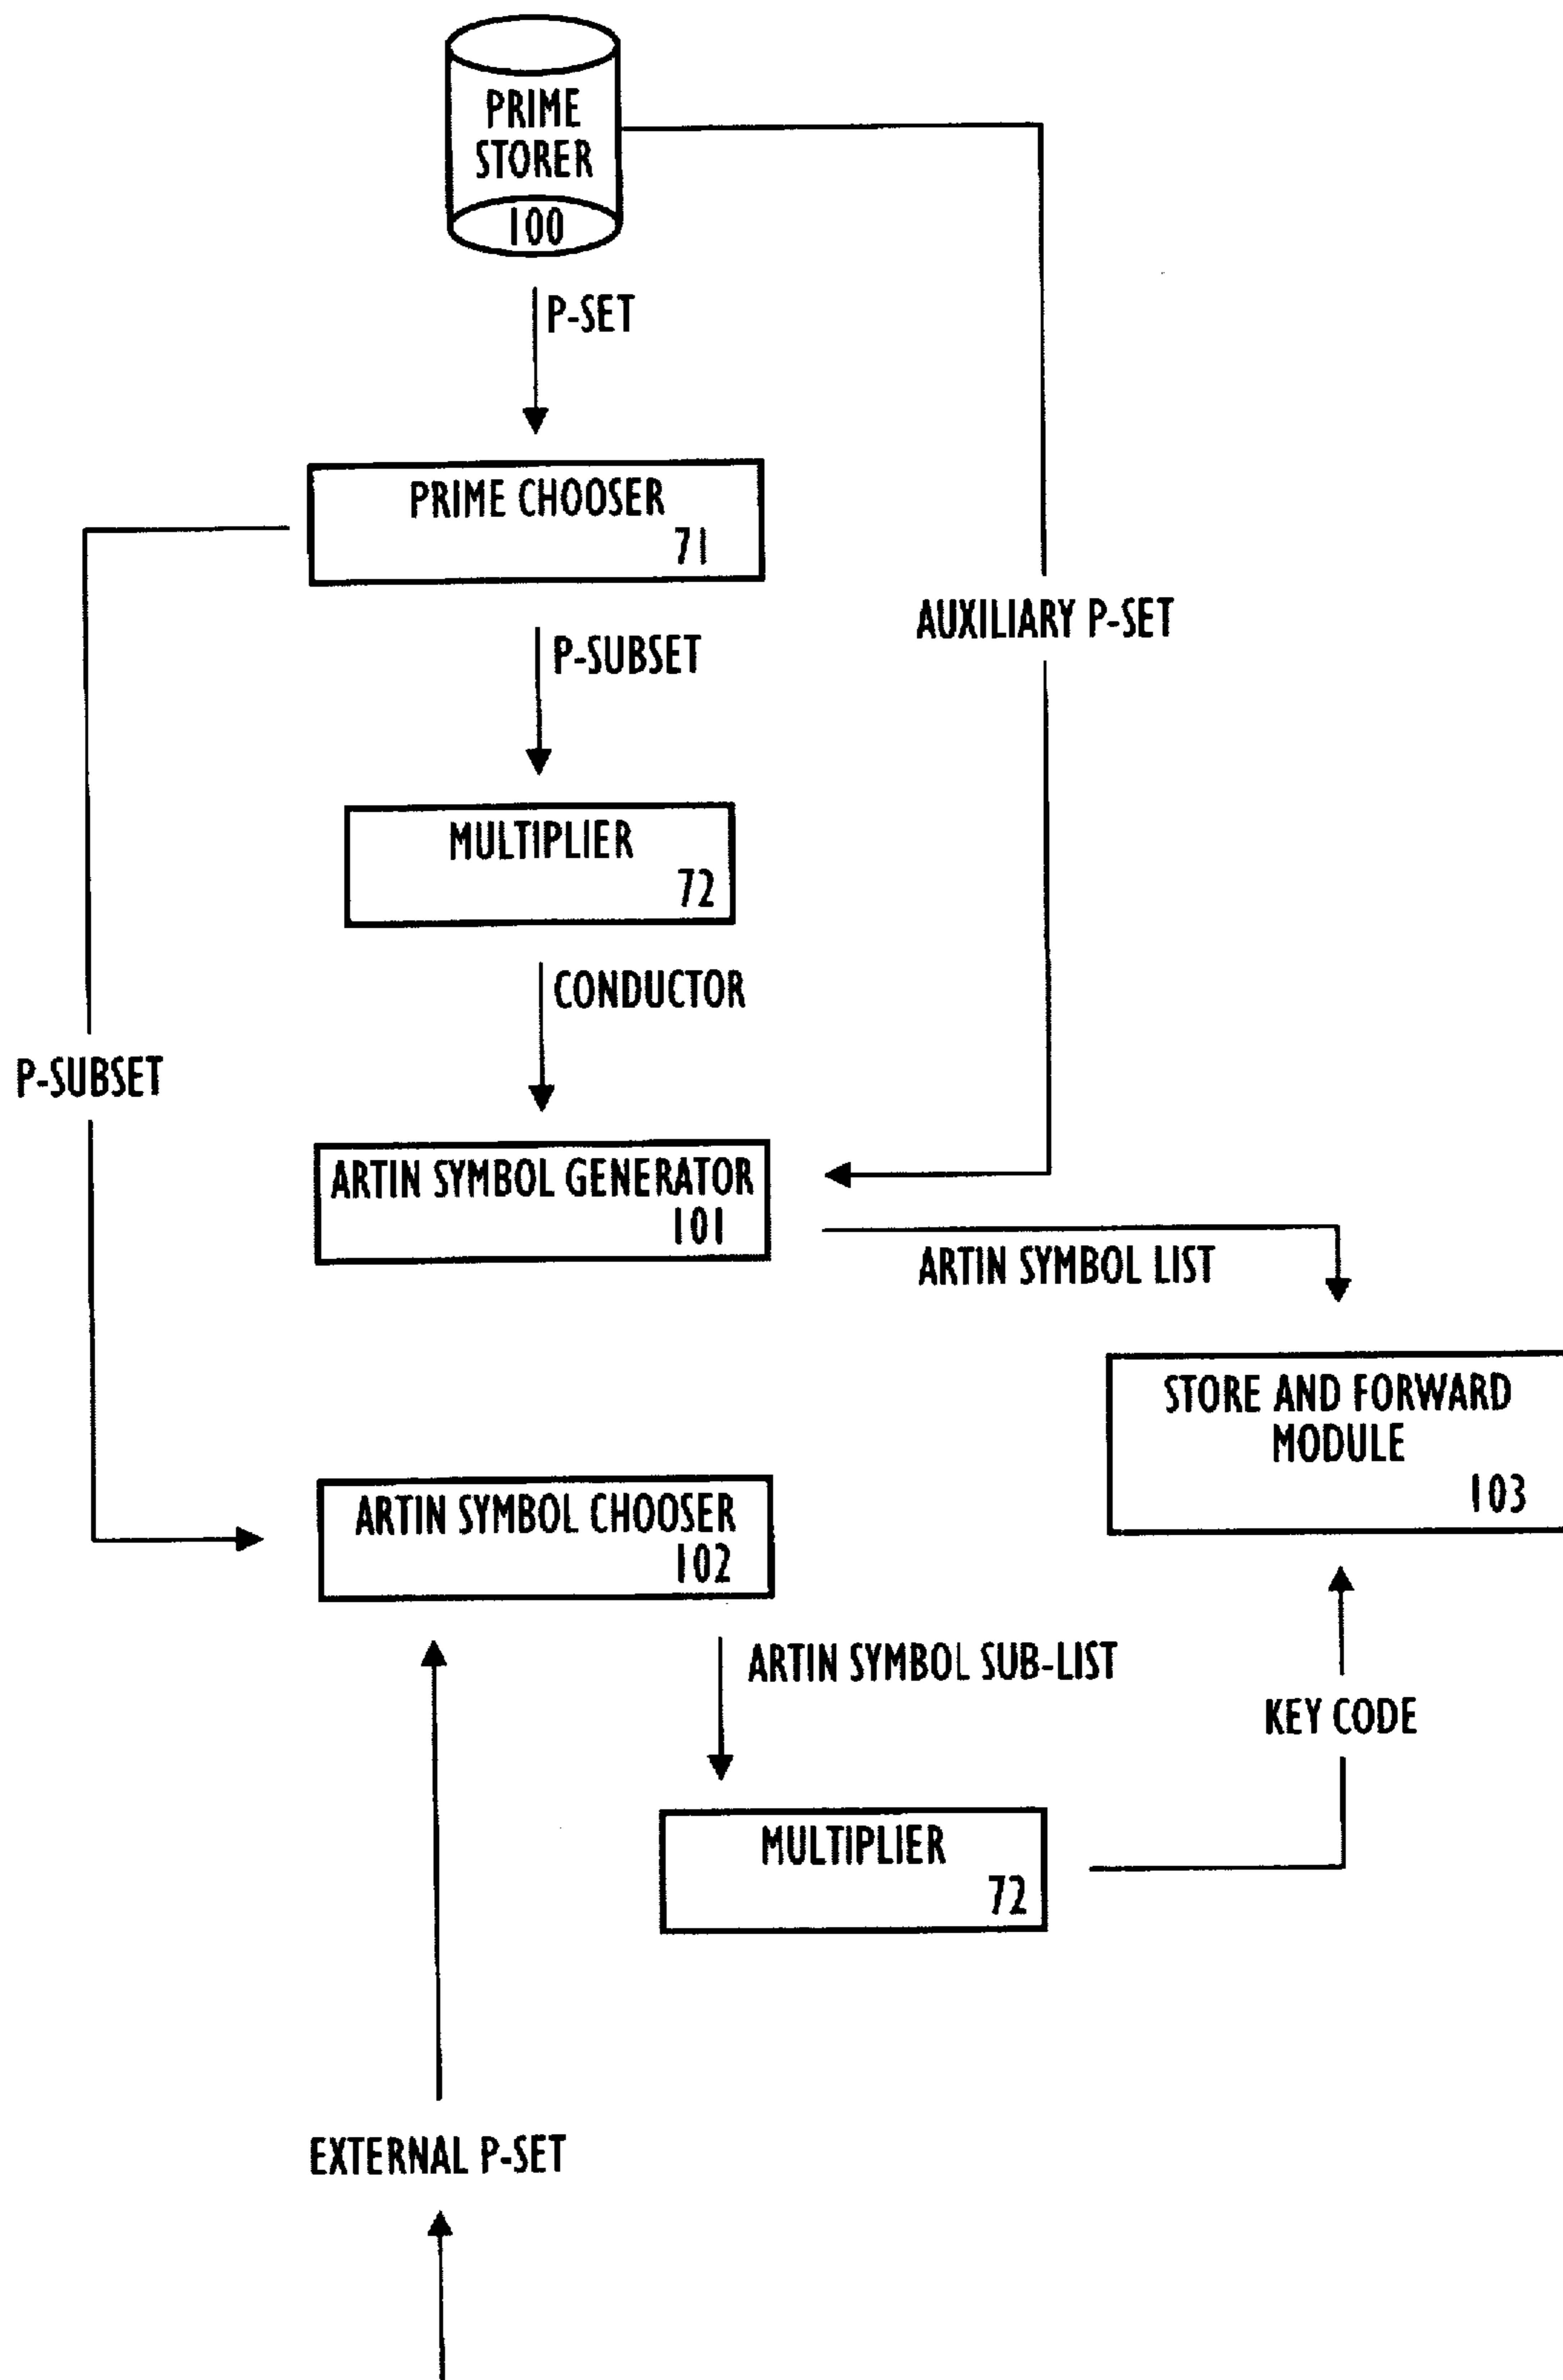 PRIME
STORER
100
P-SET
PRIME CHOOSER
71
AUXILIARY P-SET
P-SUBSET
MULTIPLIER
72
CONDUCTOR
P-SUBSET
ARTIN SYMBOL GENERATOR
101
ARTIN SYMBOL LIST
STORE AND FORWARD
MODULE
103
ARTIN SYMBOL CHOOSER
102
ARTIN SYMBOL SUB-LIST
KEY CODE
MULTIPLIER
72
EXTERNAL P-SET